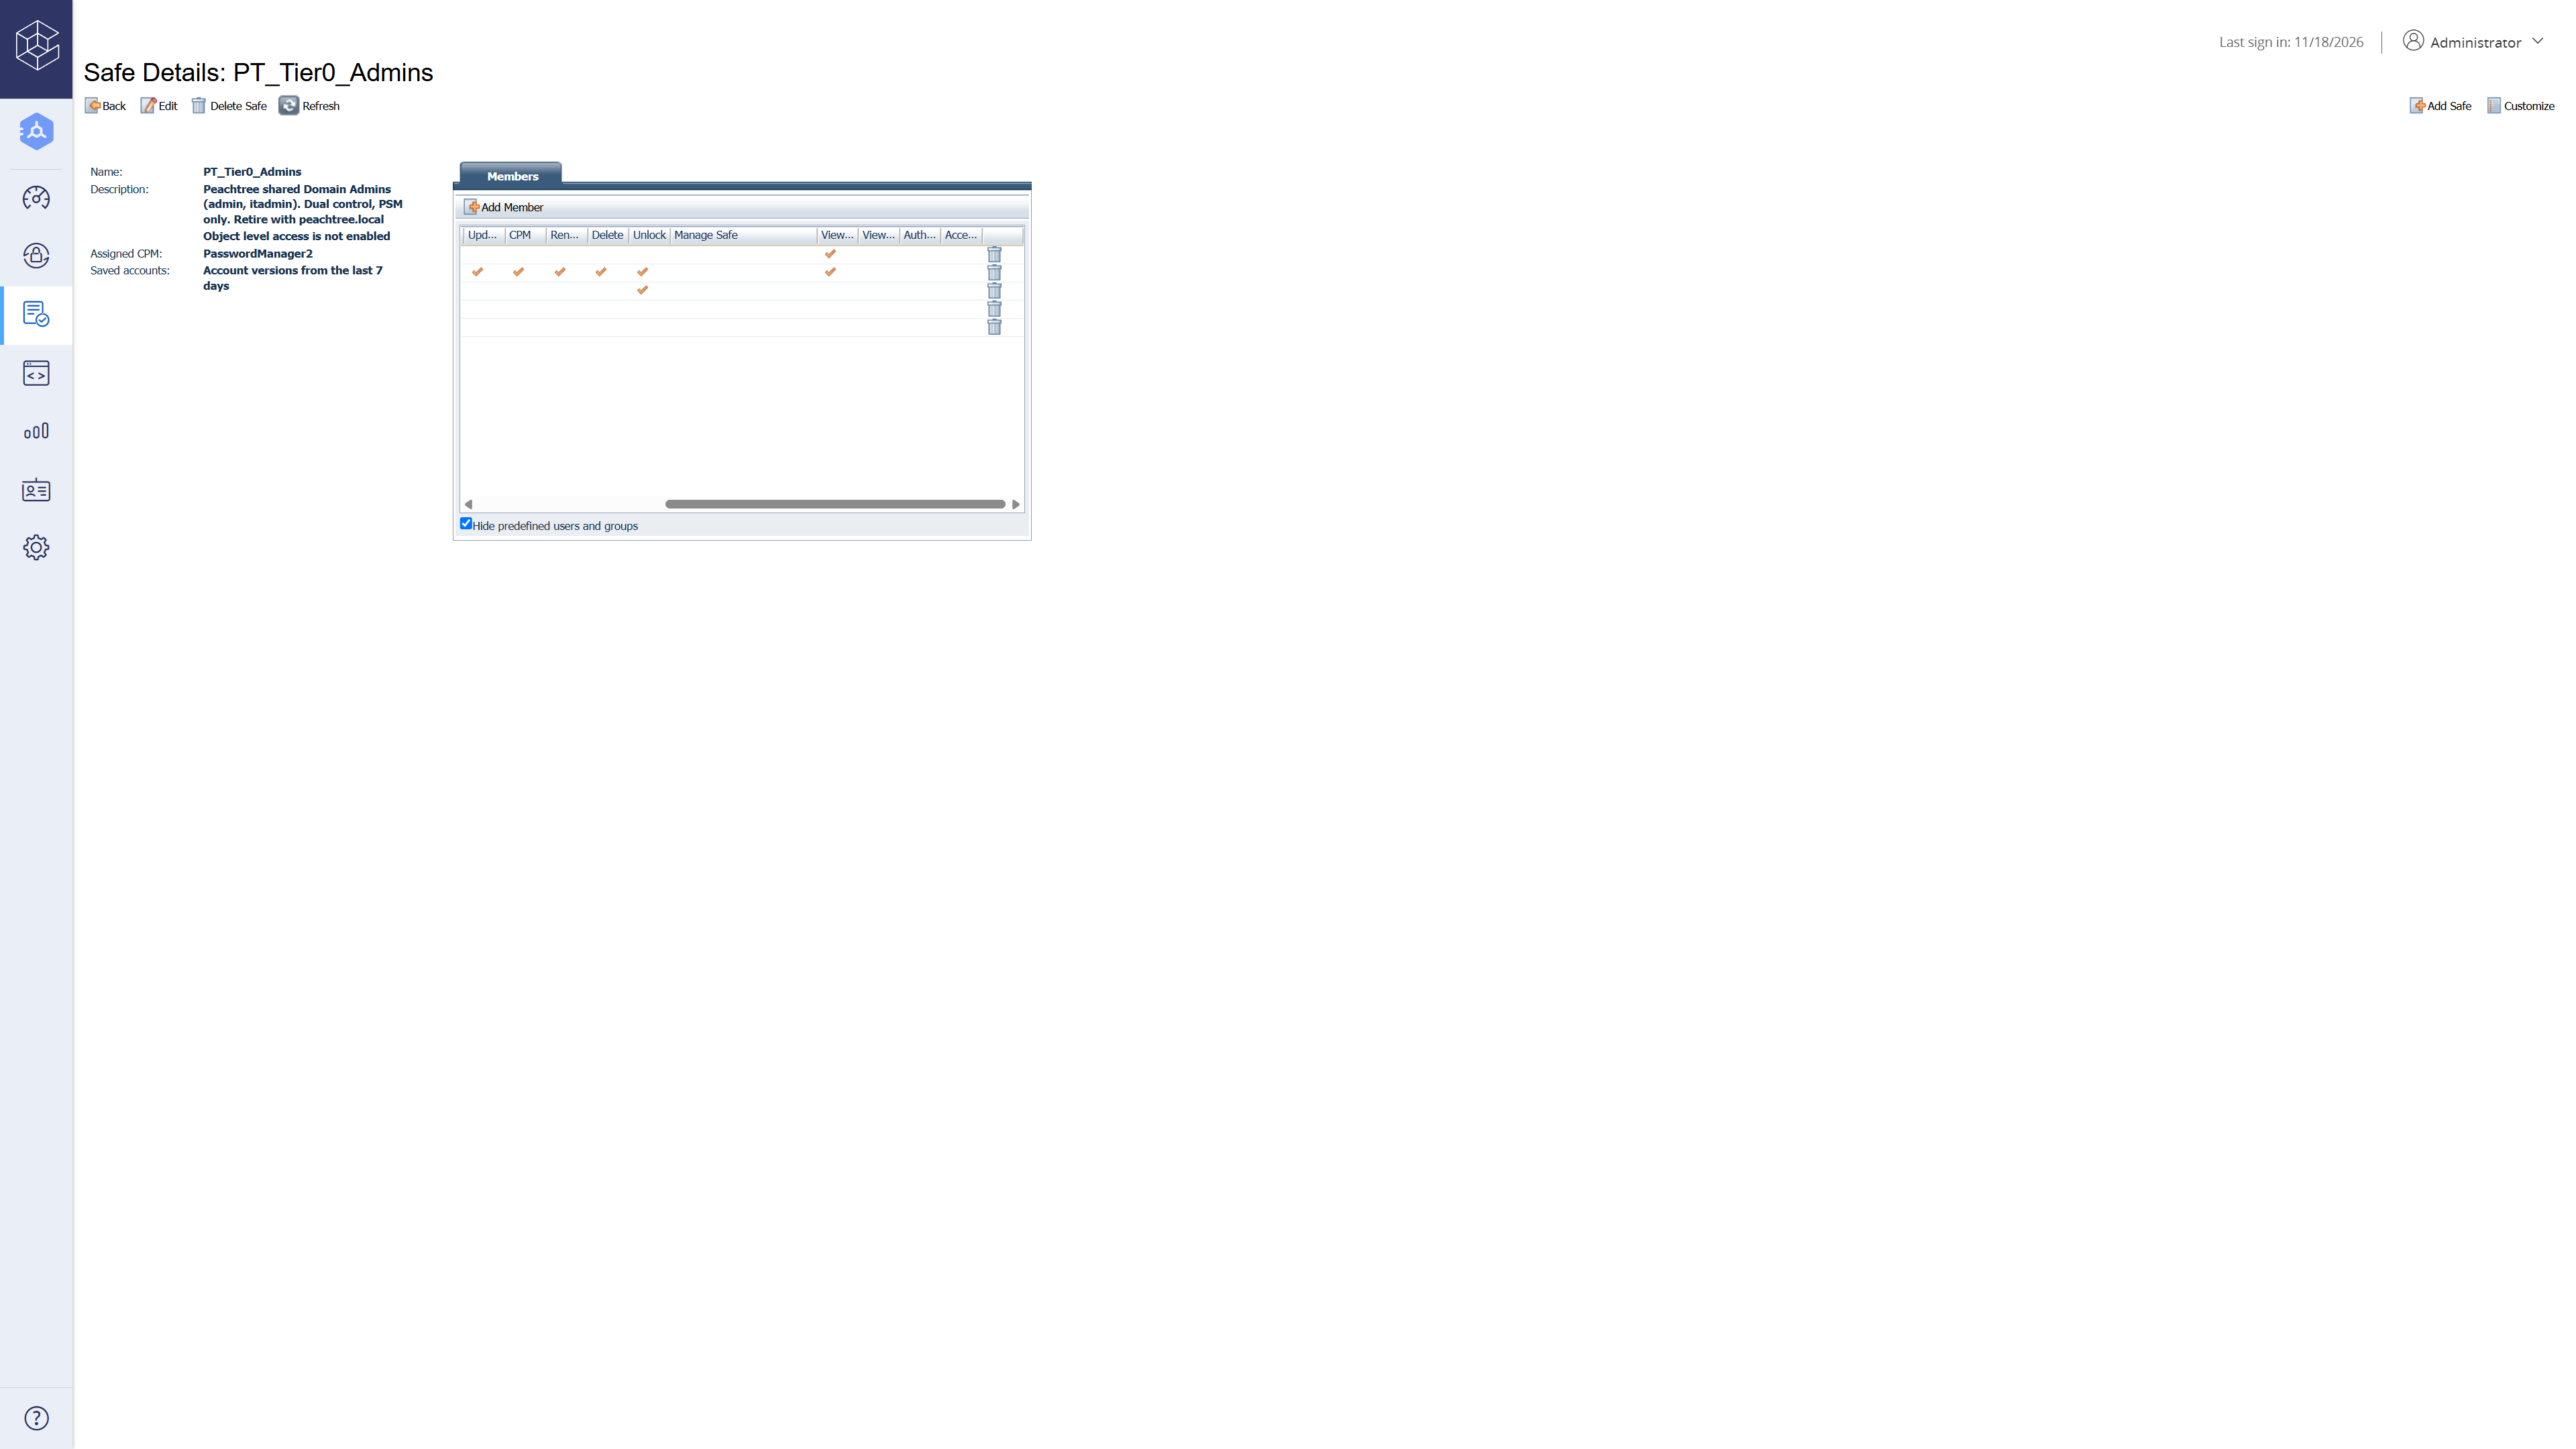 Last sign in: 11/18/2026
Administrator
Safe Details: PT_Tier0_Admins
Back Edit Delete Safe Refresh
Add Safe Customize
Name: PT_Tier0_Admins
Description: Peachtree shared Domain Admins
(admin, itadmin). Dual control, PSM
only. Retire with peachtree.local
Object level access is not enabled
Assigned CPM: PasswordManager2
Saved accounts: Account versions from the last 7
days
Members
Add Member
Upd... CPM Ren... Delete Unlock Manage Safe View... View... Auth... Acce...
Hide predefined users and groups